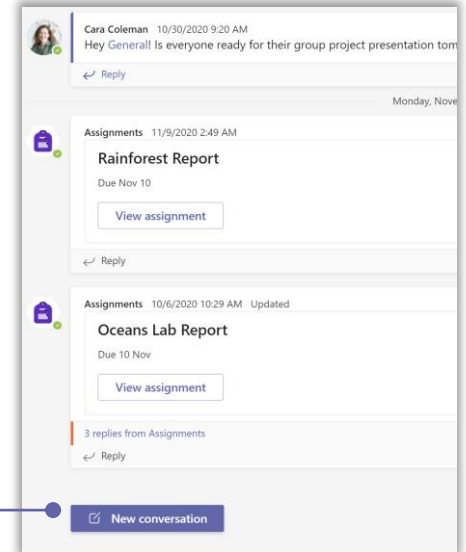 Cara Coleman 10/30/2020 9:20 AM
Hey General! Is everyone ready for their group project presentation
Reply
Monday,
Assignments 11/9/2020 2:49 AM
Rainforest Report
Due Nov 10
View assignment
Reply
Assignments 10/6/2020 10:29 AM Updated
Oceans Lab Report
Due 10 Nov
View assignment
3 replies from Assignments
Reply
New conversation